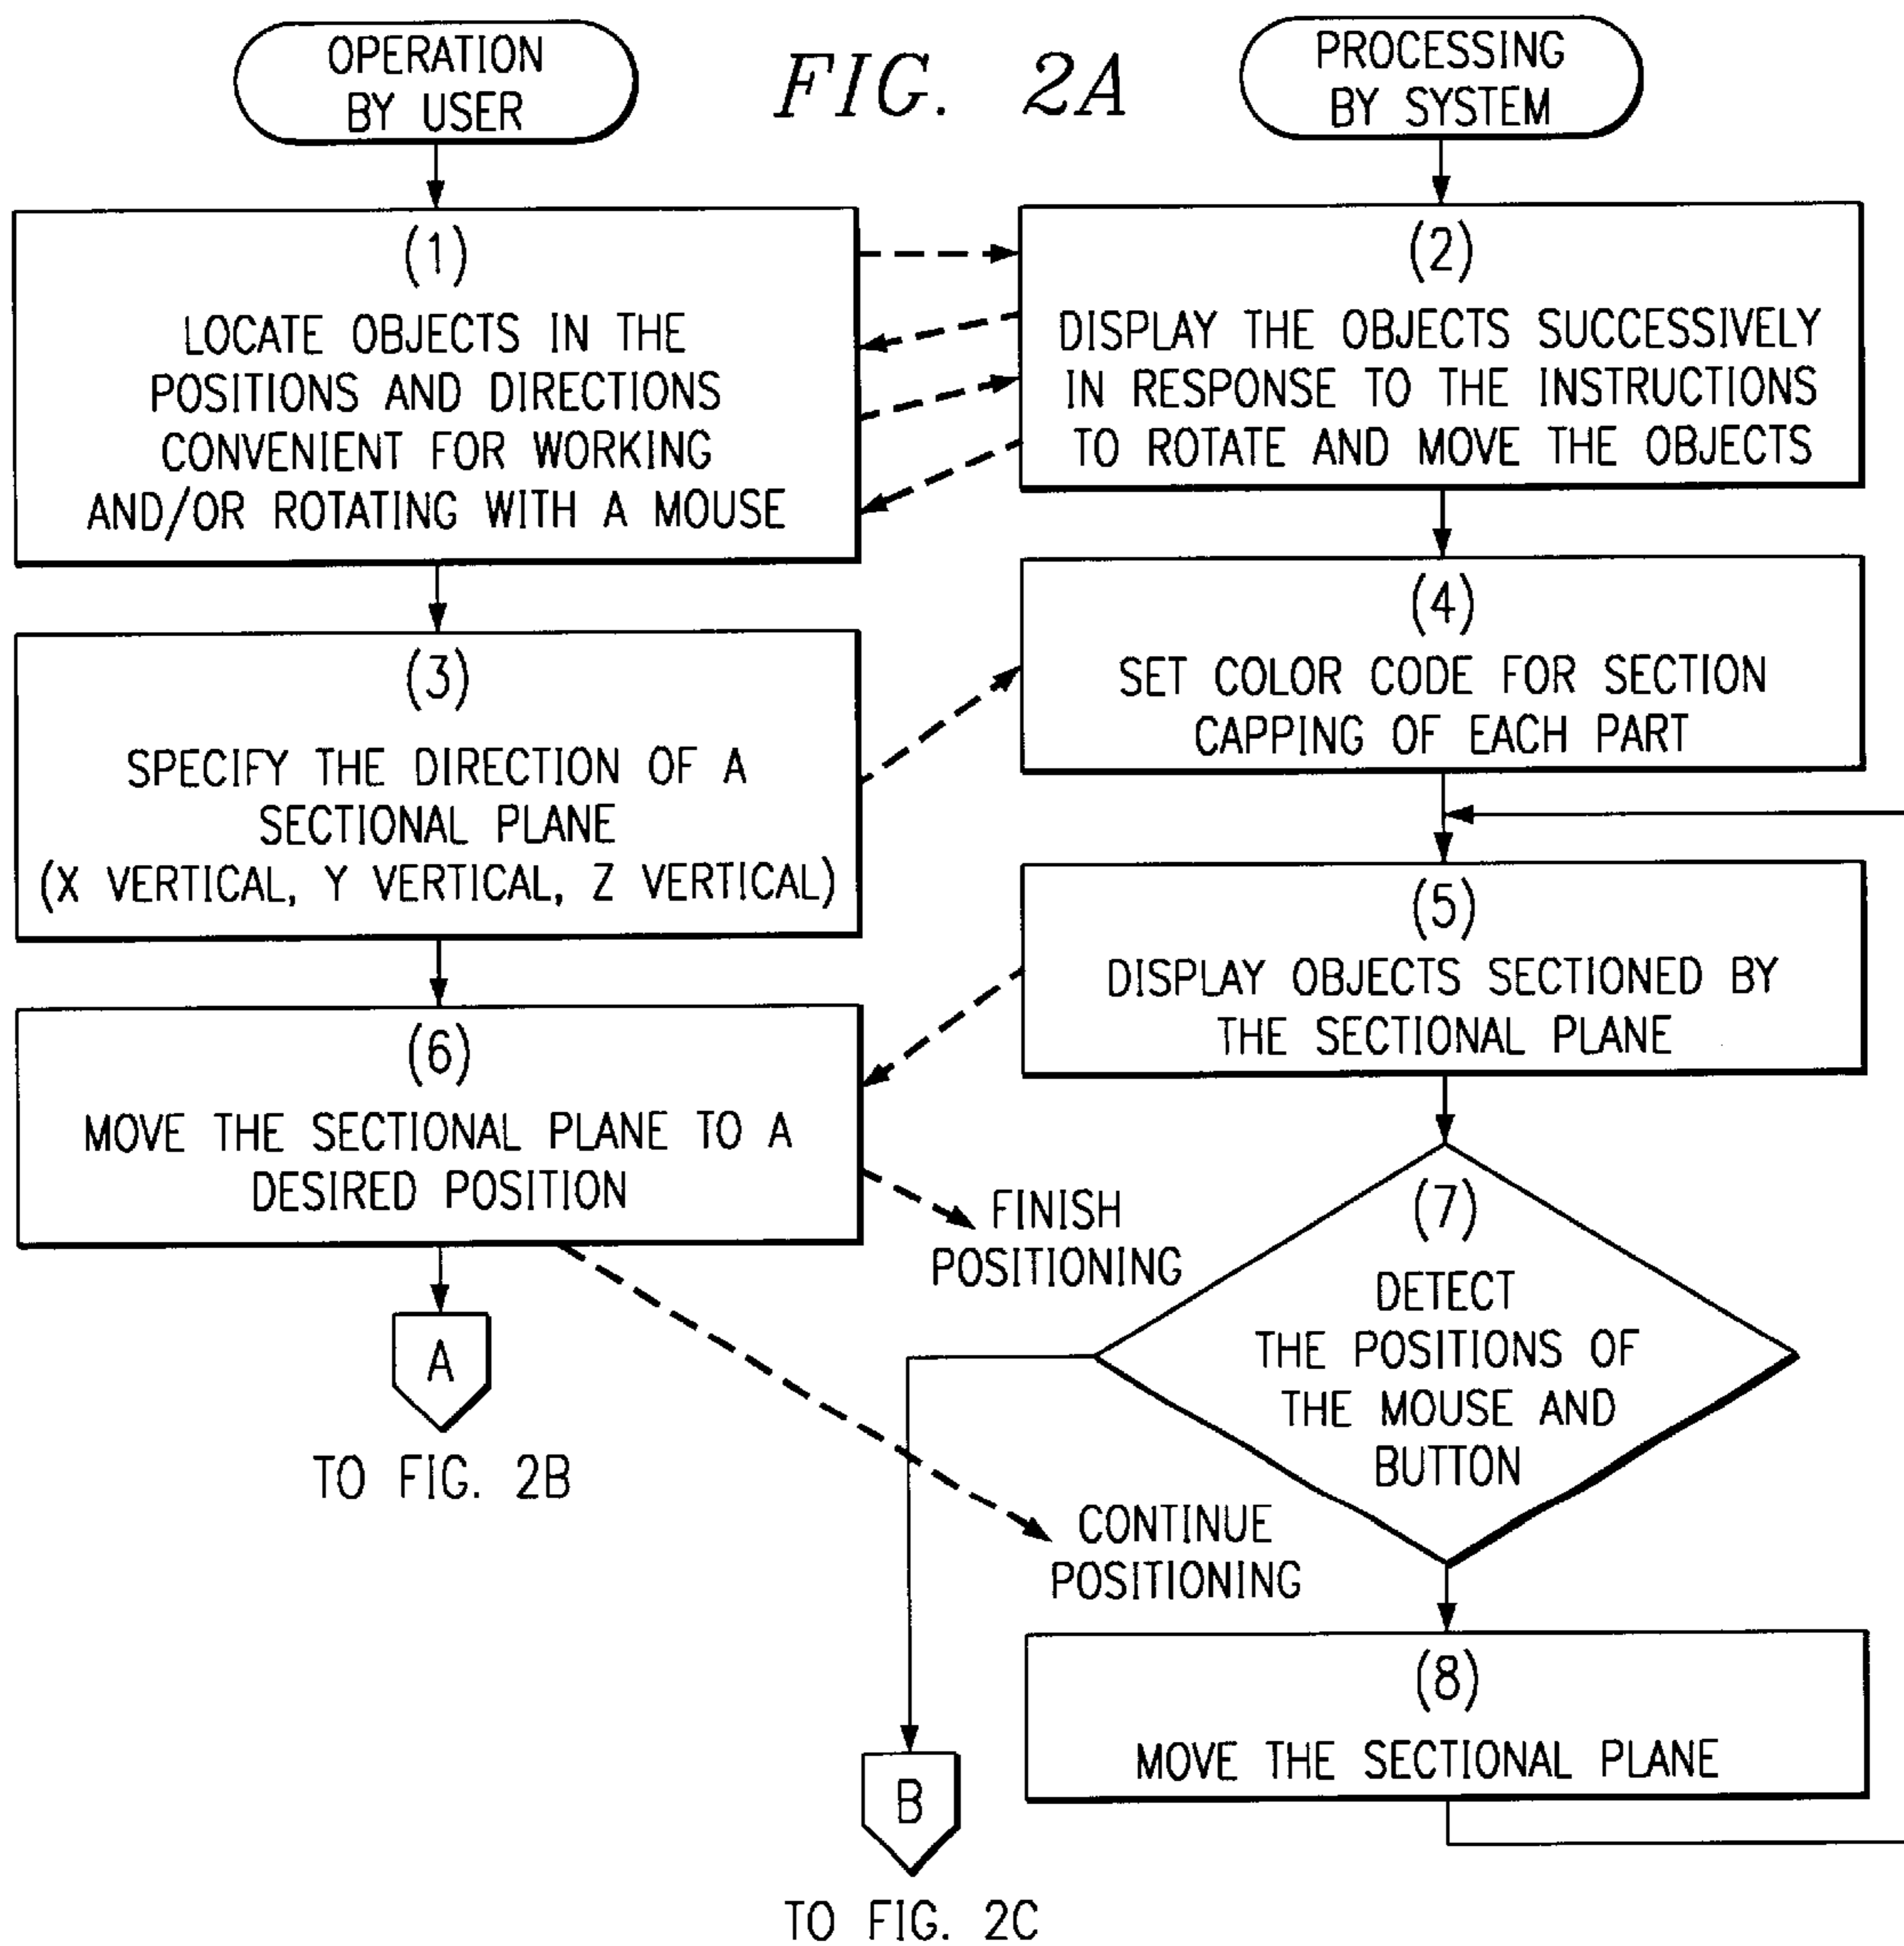 OPERATION
BY USER
FIG. 2A
PROCESSING
BY SYSTEM
(1)
LOCATE OBJECTS IN THE
POSITIONS AND DIRECTIONS
CONVENIENT FOR WORKING
AND/OR ROTATING WITH A MOUSE
(2)
DISPLAY THE OBJECTS SUCCESSIVELY
IN RESPONSE TO THE INSTRUCTIONS
TO ROTATE AND MOVE THE OBJECTS
(3)
SPECIFY THE DIRECTION OF A
SECTIONAL PLANE
(X VERTICAL, Y VERTICAL, Z VERTICAL)
(4)
SET COLOR CODE FOR SECTION
CAPPING OF EACH PART
(5)
DISPLAY OBJECTS SECTIONED BY
THE SECTIONAL PLANE
(6)
MOVE THE SECTIONAL PLANE TO A
DESIRED POSITION
FINISH
POSITIONING
(7)
DETECT
THE POSITIONS OF
THE MOUSE AND
BUTTON
A
TO FIG. 2B
CONTINUE
POSITIONING
(8)
MOVE THE SECTIONAL PLANE
B
TO FIG. 2C